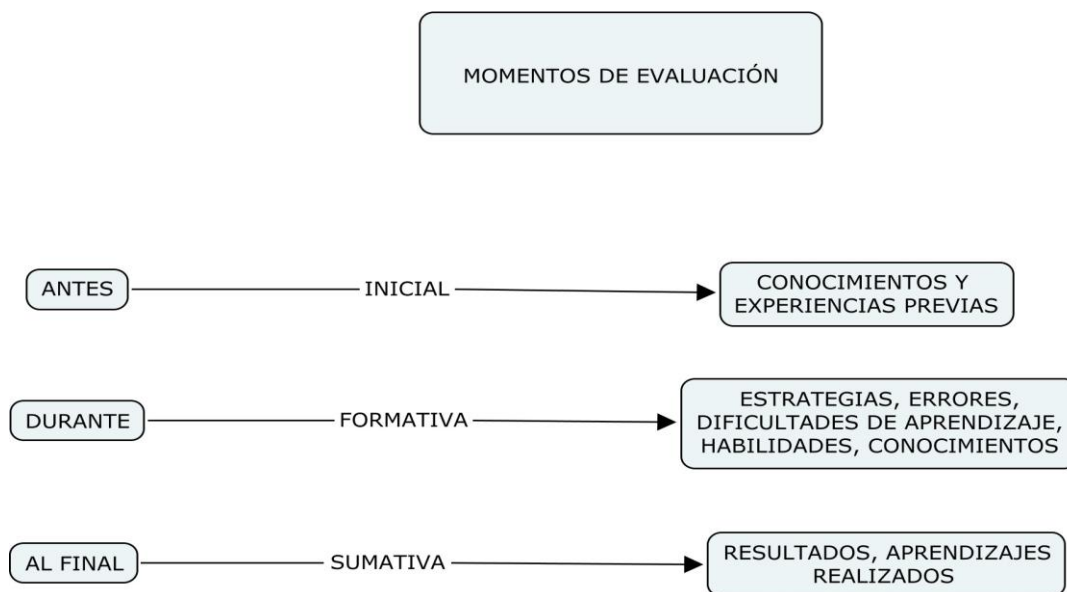 MOMENTOS DE EVALUACIÓN
ANTES
INICIAL
CONOCIMIENTOS Y
EXPERIENCIAS PREVIAS
DURANTE
FORMATIVA
ESTRATEGIAS, ERRORES,
DIFICULTADES DE APRENDIZAJE,
HABILIDADES, CONOCIMIENTOS
AL FINAL
SUMATIVA
RESULTADOS, APRENDIZAJES
REALIZADOS